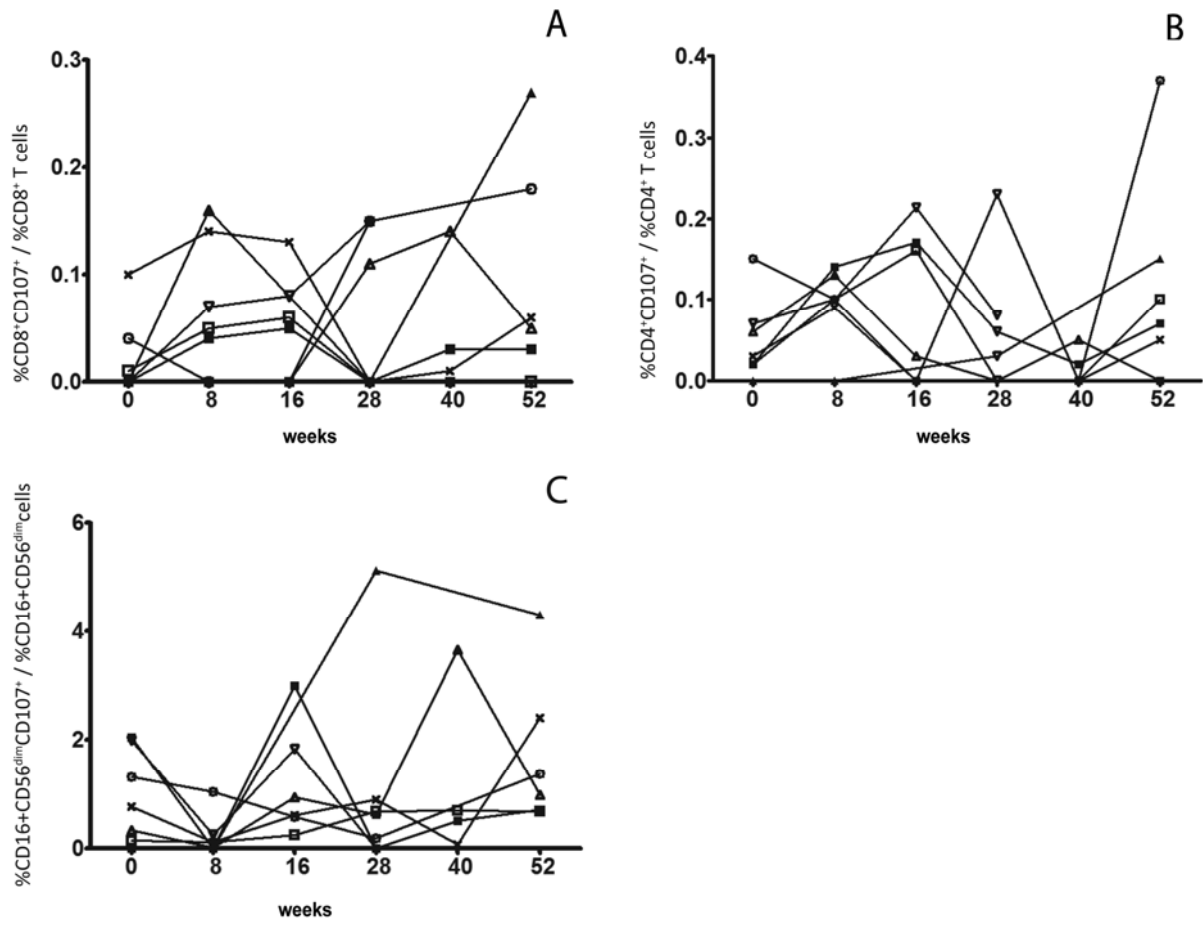 A
%CD8⁺CD107⁺ / %CD8⁺ T cells
0.3
0.2
0.1
0.0
0 8 16 28 40 52
weeks
B
%CD4⁺CD107⁺ / %CD4⁺ T cells
0.4
0.3
0.2
0.1
0.0
0 8 16 28 40 52
weeks
C
%CD16+CD56ᵈⁱᵐCD107⁺ / %CD16+CD56ᵈⁱᵐcells
6
4
2
0
0 8 16 28 40 52
weeks